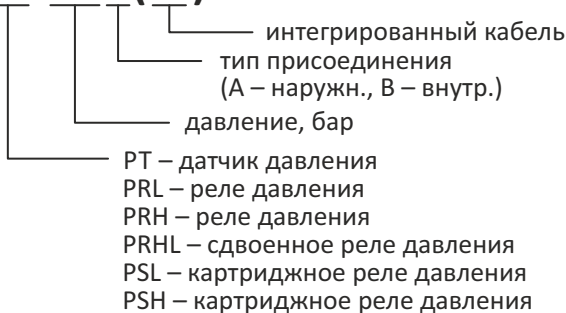 интегрированный кабель
тип присоединения
(А – наружн., В – внутр.)
давление, бар
PT – датчик давления
PRL – реле давления
PRH – реле давления
PRHL – сдвоенное реле давления
PSL – картриджное реле давления
PSH – картриджное реле давления